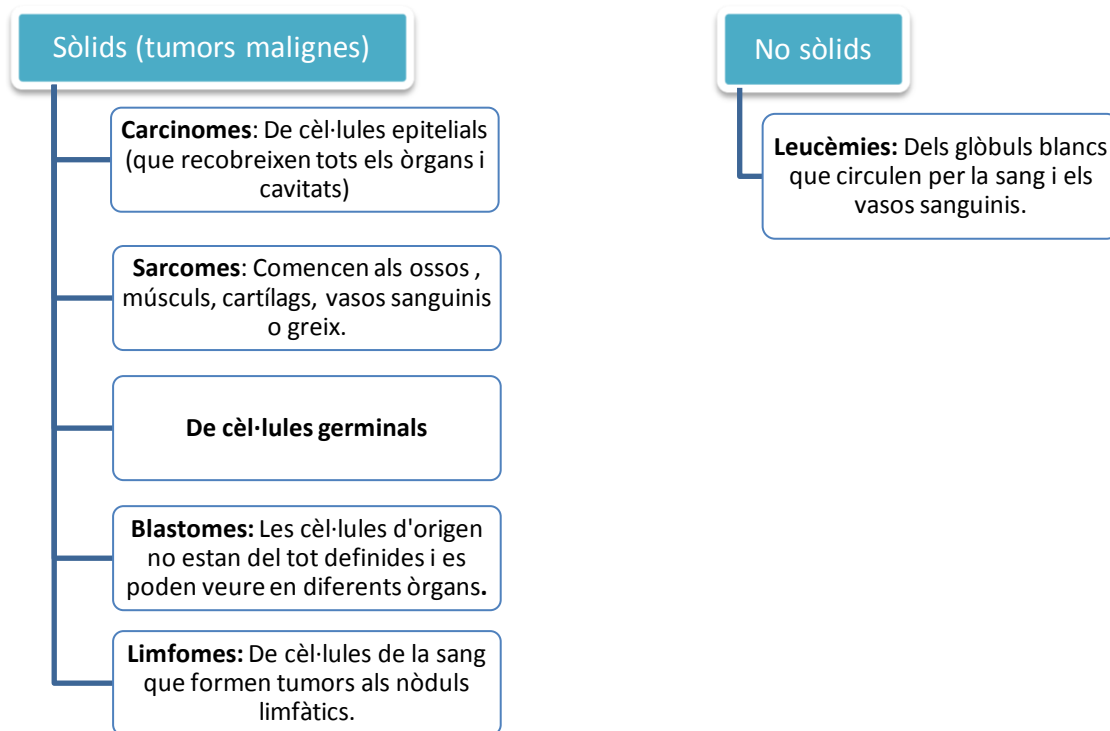 Sòlids (tumors malignes)
Carcinomes: De cèl·lules epitelials
(que recobreixen tots els òrgans i
cavitats)
Sarcomes: Comencen als ossos ,
músculs, cartílags, vasos sanguinis
o greix.
De cèl·lules germinals
Blastomes: Les cèl·lules d'origen
no estan del tot definides i es
poden veure en diferents òrgans.
Limfomes: De cèl·lules de la sang
que formen tumors als nòduls
limfàtics.
No sòlids
Leucèmies: Dels glòbuls blancs
que circulen per la sang i els
vasos sanguinis.